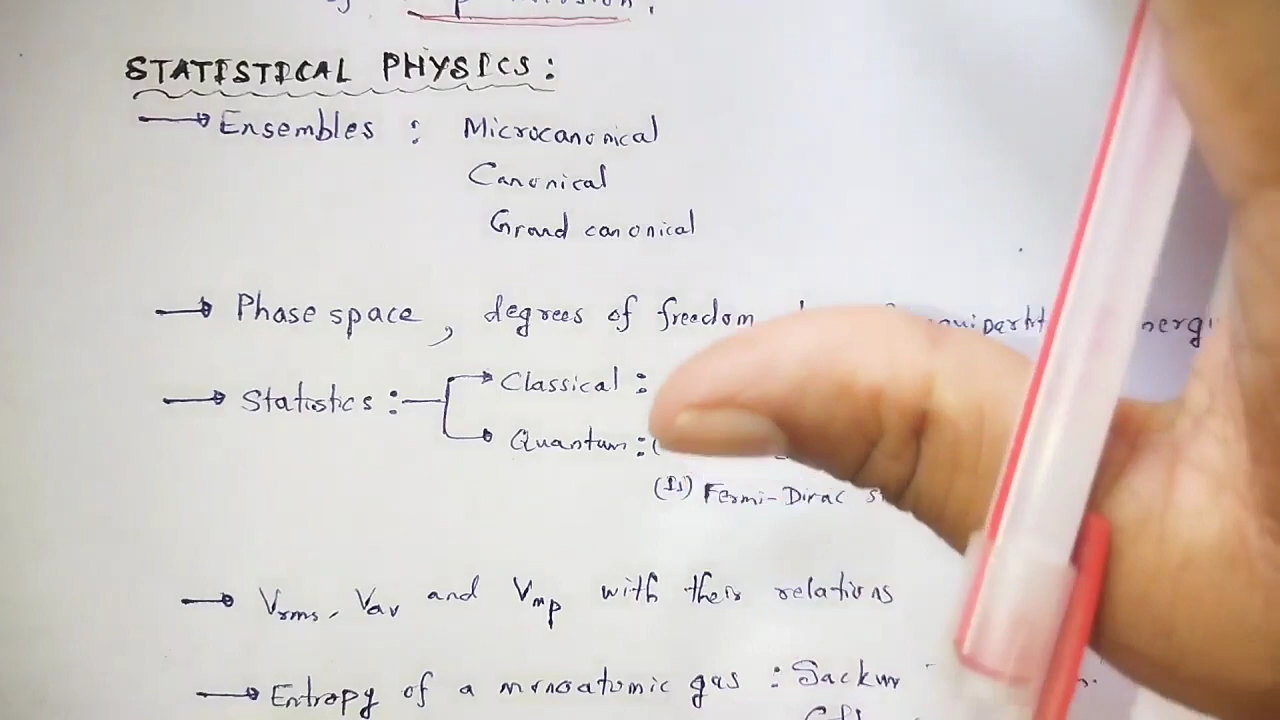 STATISTICAL PHYSICS:
→ Ensembles : Microcanonical
Canonical
Grand canonical
→ Phase space, degrees of freedom
→ Statistics :
→ Classical :
→ Quantum :
(ii) Fermi-Dirac
→ Vrms, Vav and Vmp with their relations
→ Entropy of a monoatomic gas :